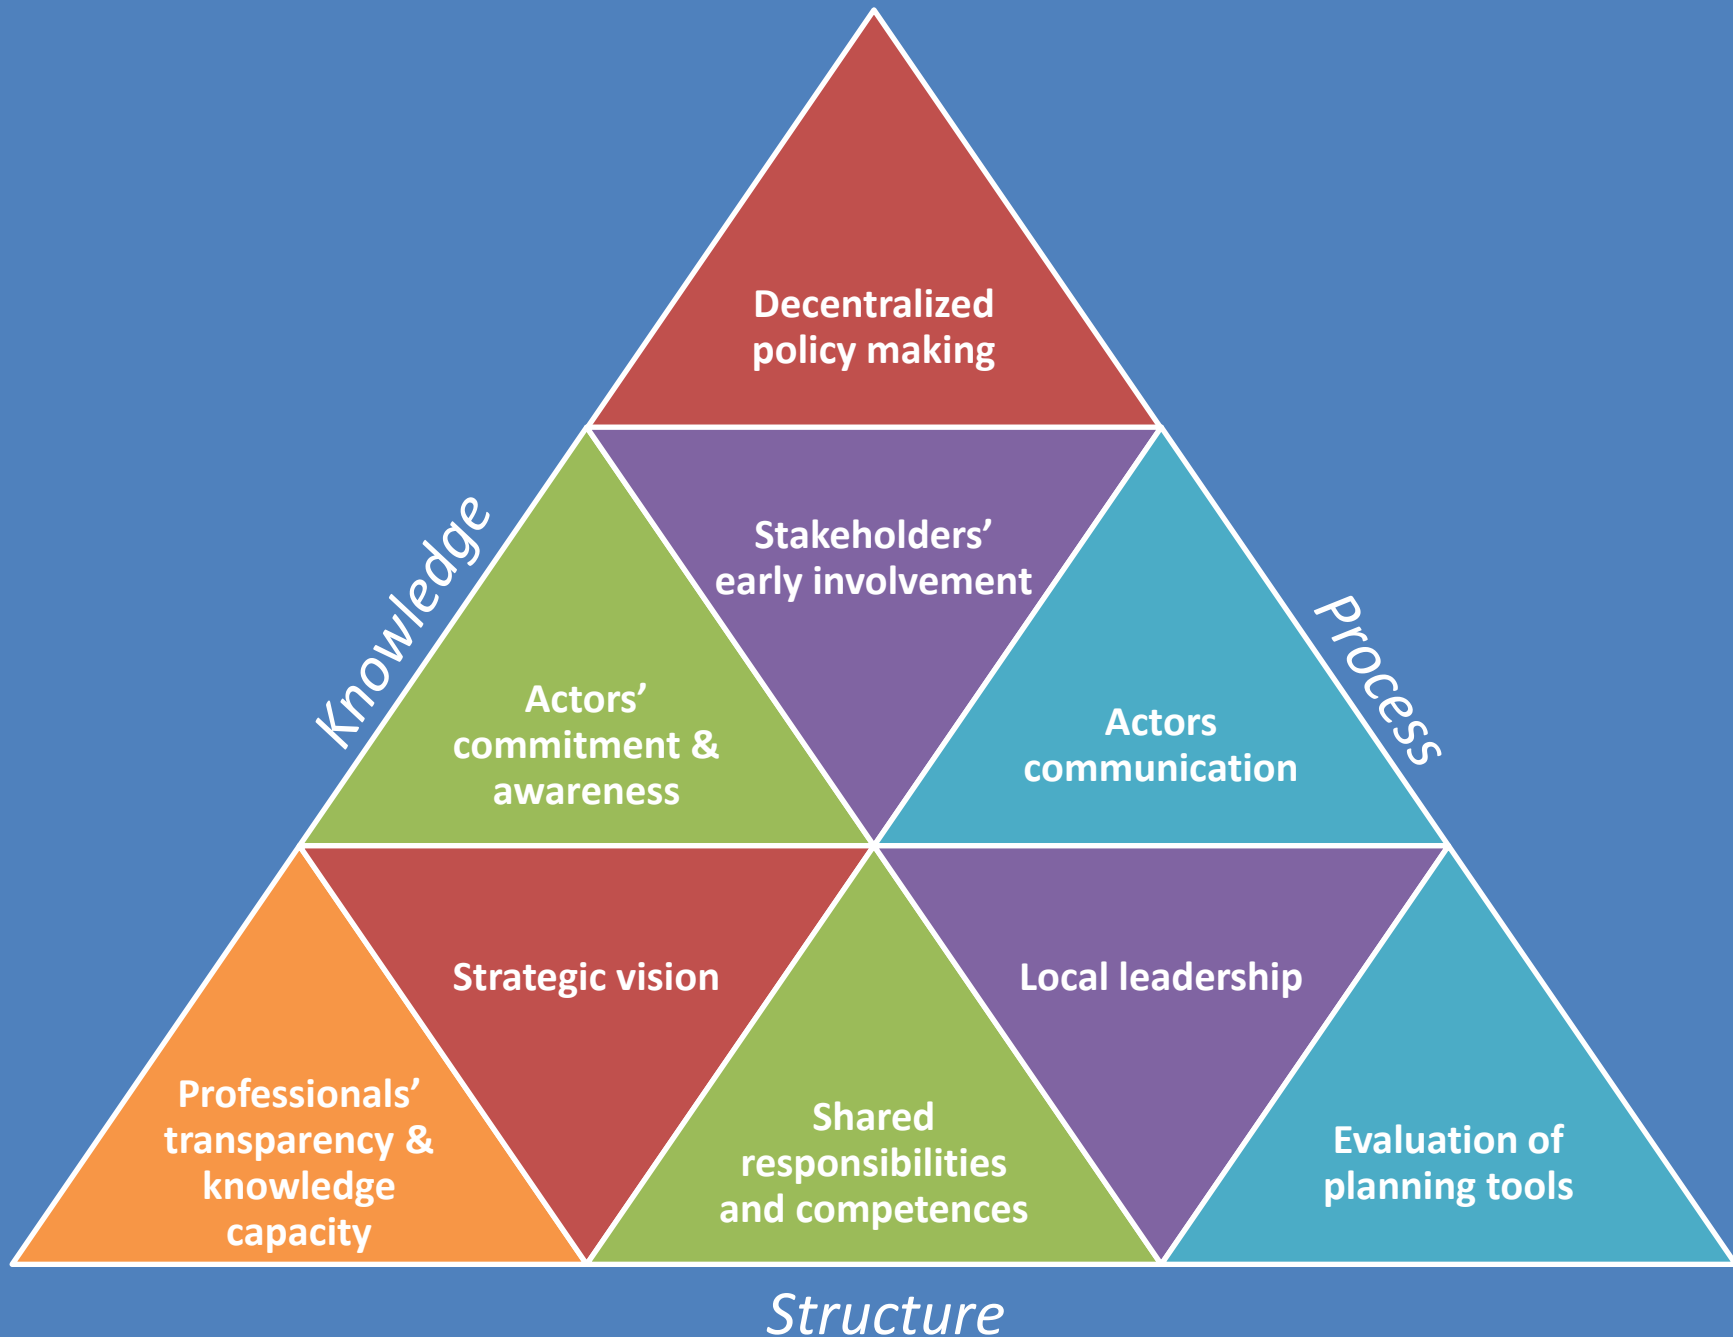 Decentralized
policy making
Knowledge
Stakeholders’
early involvement
Process
Actors’
commitment &
awareness
Actors
communication
Strategic vision
Local leadership
Professionals’
transparency &
knowledge
capacity
Shared
responsibilities
and competences
Evaluation of
planning tools
Structure